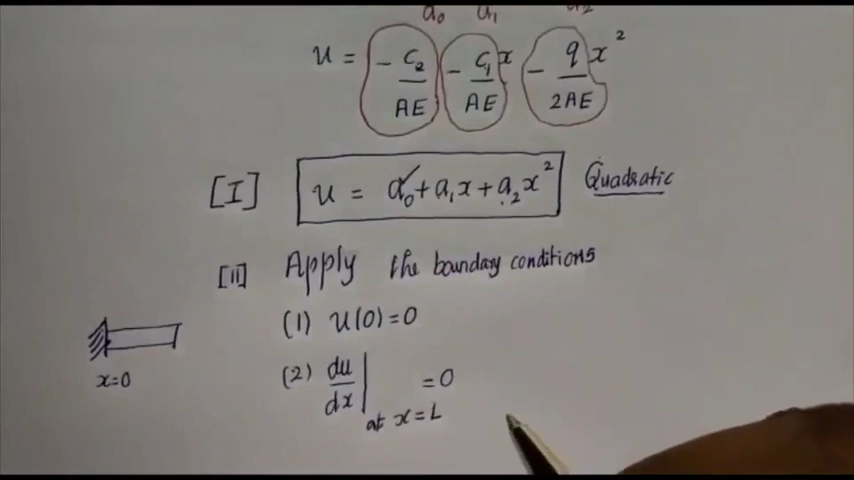 a₀ a₁ a₂
u = - C₂/AE - C₁/AE x - q/2AE x²
[I] u = a₀ + a₁x + a₂x² Quadratic
[II] Apply the boundary conditions
(1) u(0) = 0
(2) du/dx | at x = L = 0
x=0